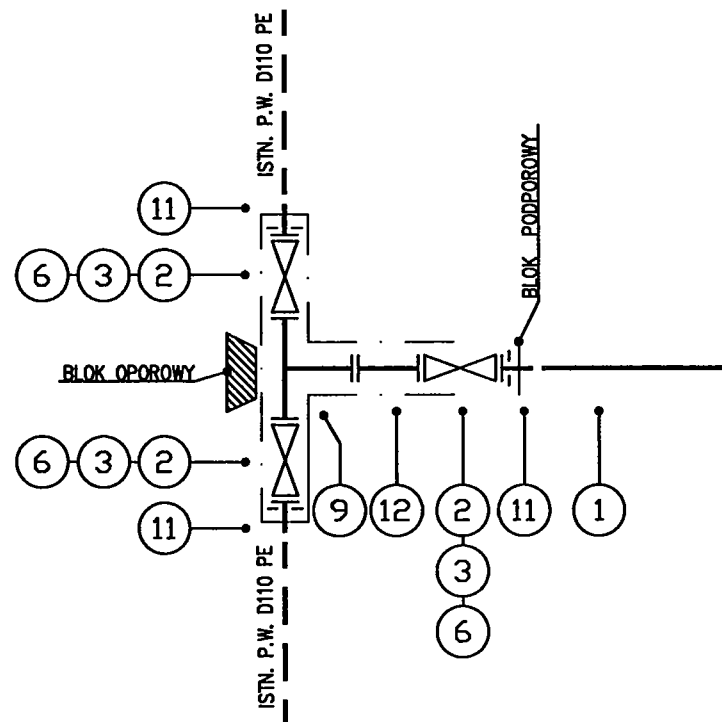 ISTN. P.W. D110 PE
BLOK PODPOROWY
11
6 3 2
BLOK OPOROWY
6 3 2
11
9 12 2 11 1
3
6
ISTN. P.W. D110 PE